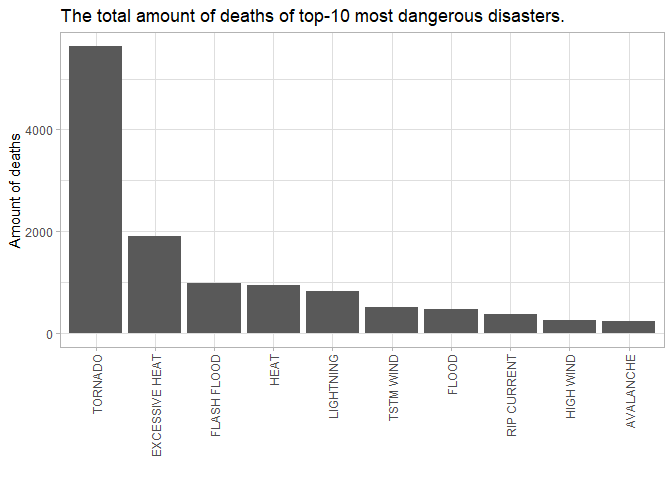 The total amount of deaths of top-10 most dangerous disasters.
Amount of deaths
4000
2000
0
TORNADO
EXCESSIVE HEAT
FLASH FLOOD
HEAT
LIGHTNING
TSTM WIND
FLOOD
RIP CURRENT
HIGH WIND
AVALANCHE